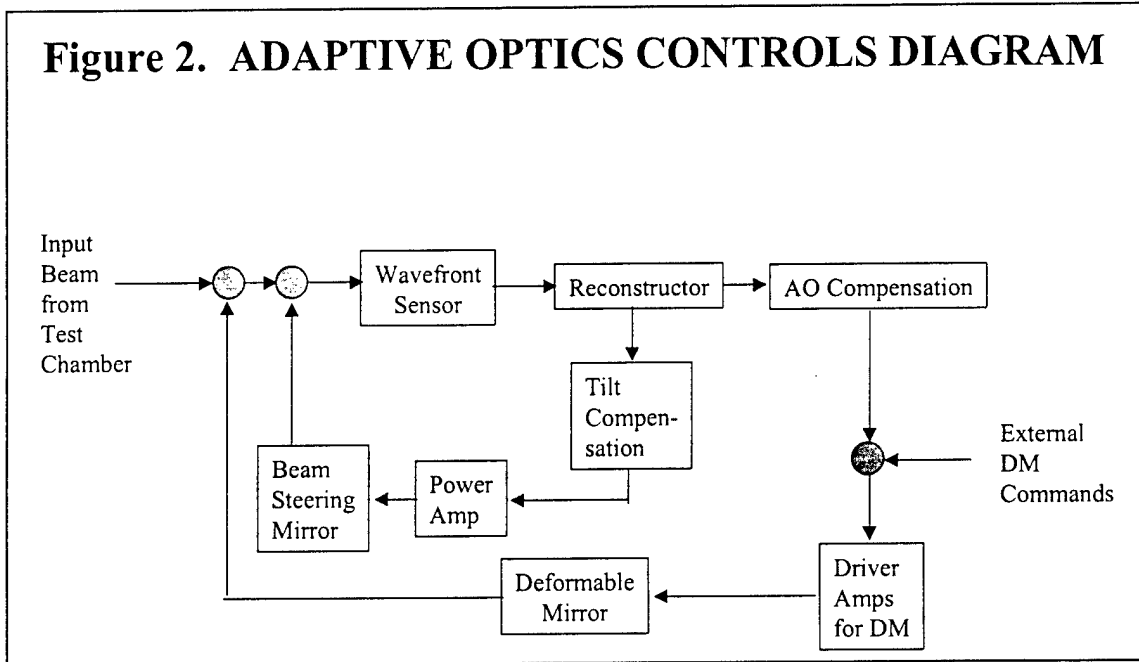 Figure 2. ADAPTIVE OPTICS CONTROLS DIAGRAM
Input
Beam
from
Test
Chamber
Wavefront
Sensor
Reconstructor
AO Compensation
Tilt
Compen-
sation
External
DM
Commands
Beam
Steering
Mirror
Power
Amp
Deformable
Mirror
Driver
Amps
for DM